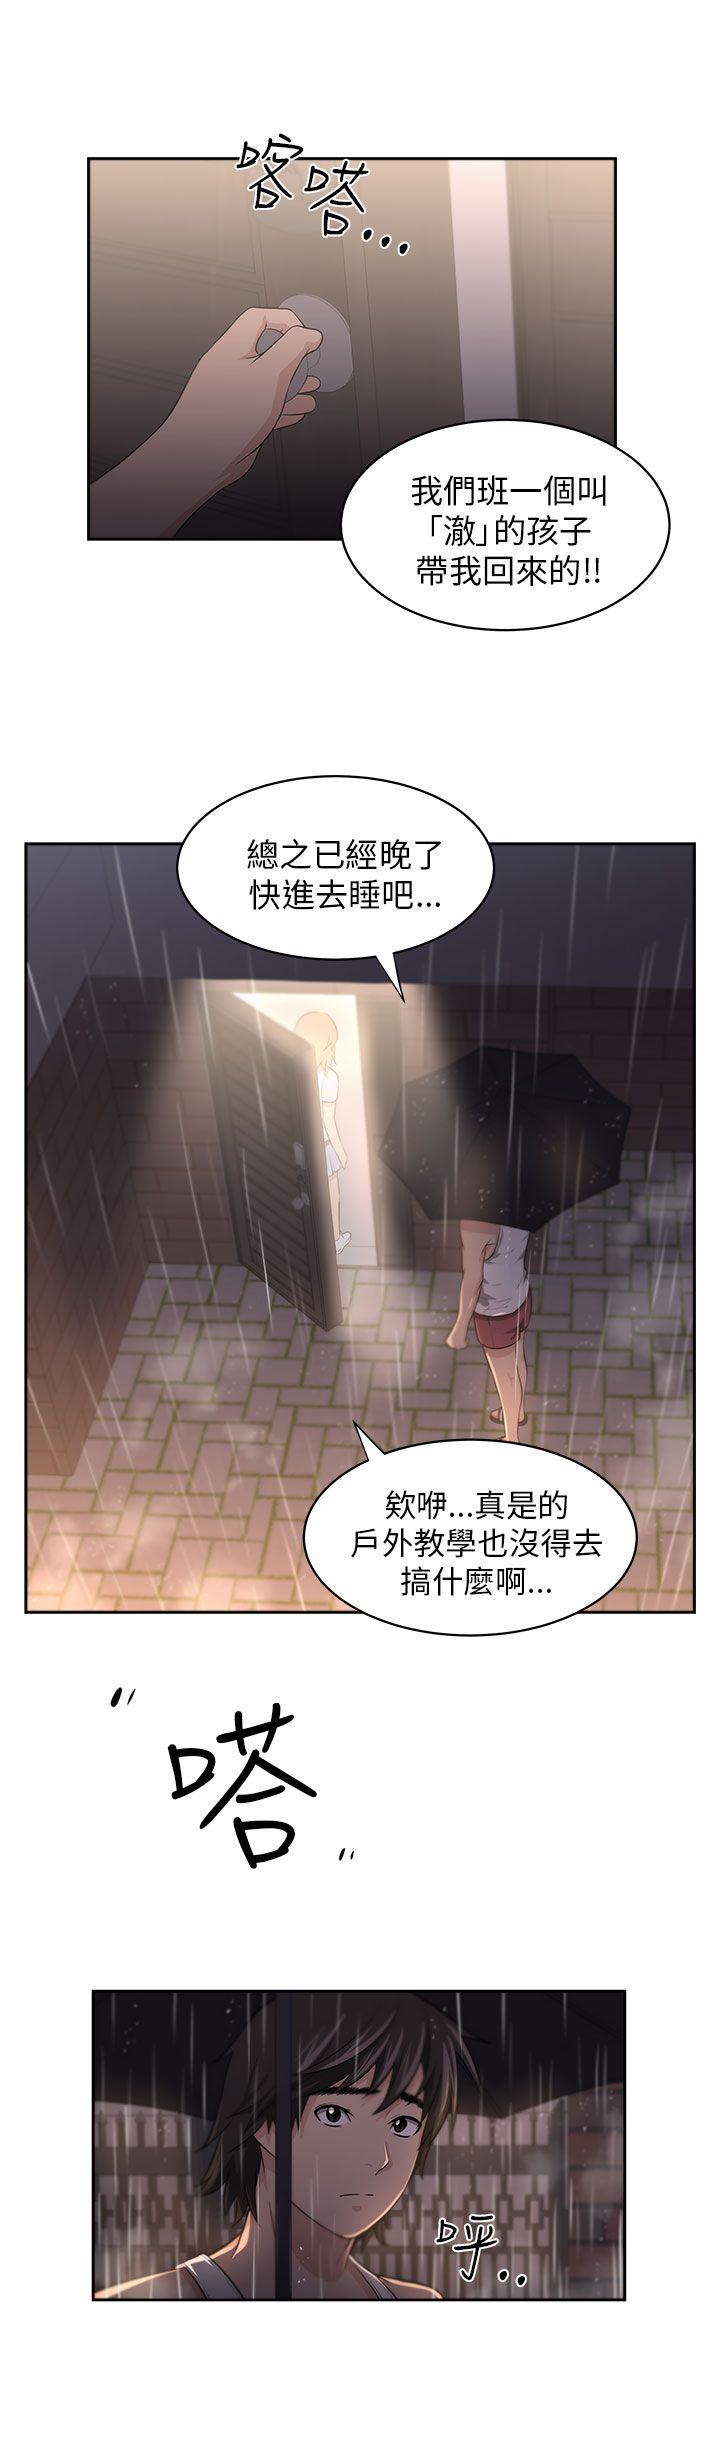 喀嗒...
我們班一個叫
「澈」的孩子
帶我回來的!!
總之已經晚了
快進去睡吧...
欸咿...真是的
戶外教學也沒得去
搞什麼啊...
嗒
呼..